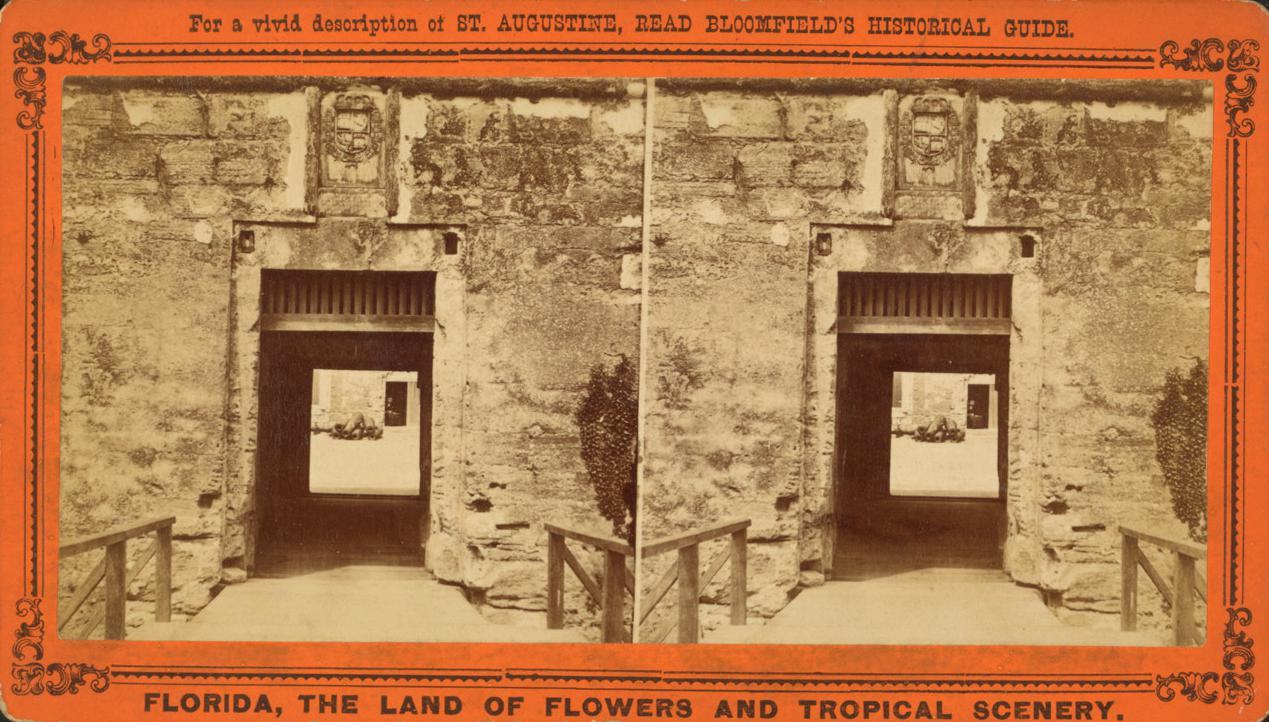 For a vivid description of ST. AUGUSTINE, READ BLOOMFIELD'S HISTORICAL GUIDE.
FLORIDA, THE LAND OF FLOWERS AND TROPICAL SCENERY.